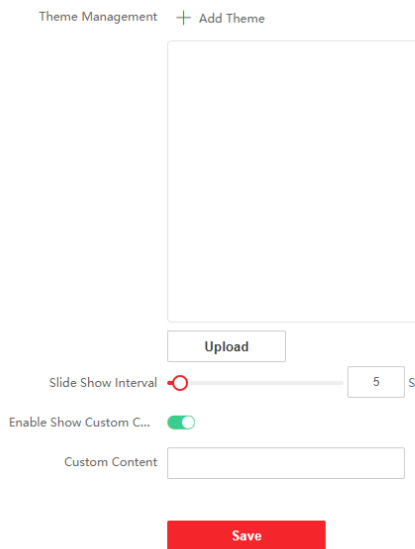 Theme Management + Add Theme
Upload
Slide Show Interval 5 S
Enable Show Custom C...
Custom Content
Save